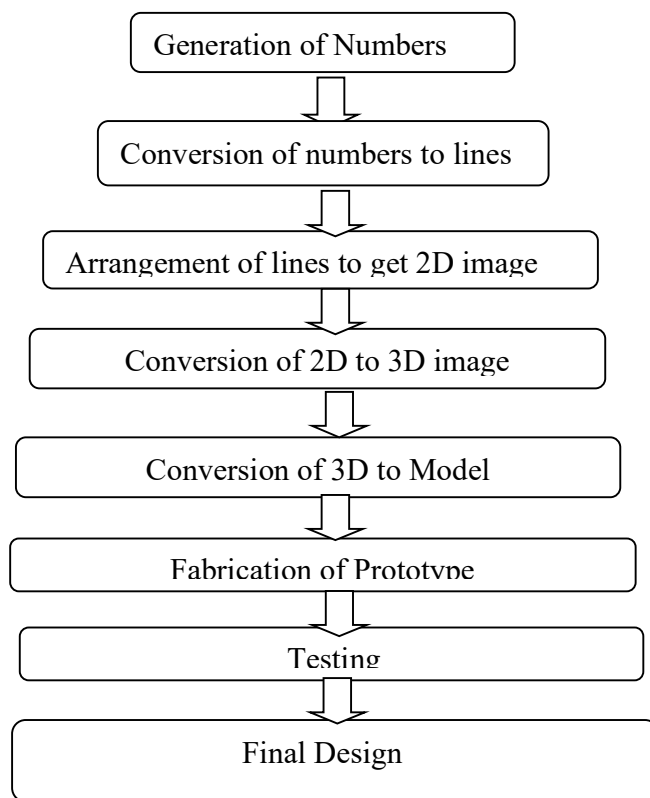 Generation of Numbers
Conversion of numbers to lines
Arrangement of lines to get 2D image
Conversion of 2D to 3D image
Conversion of 3D to Model
Fabrication of Prototype
Testing
Final Design